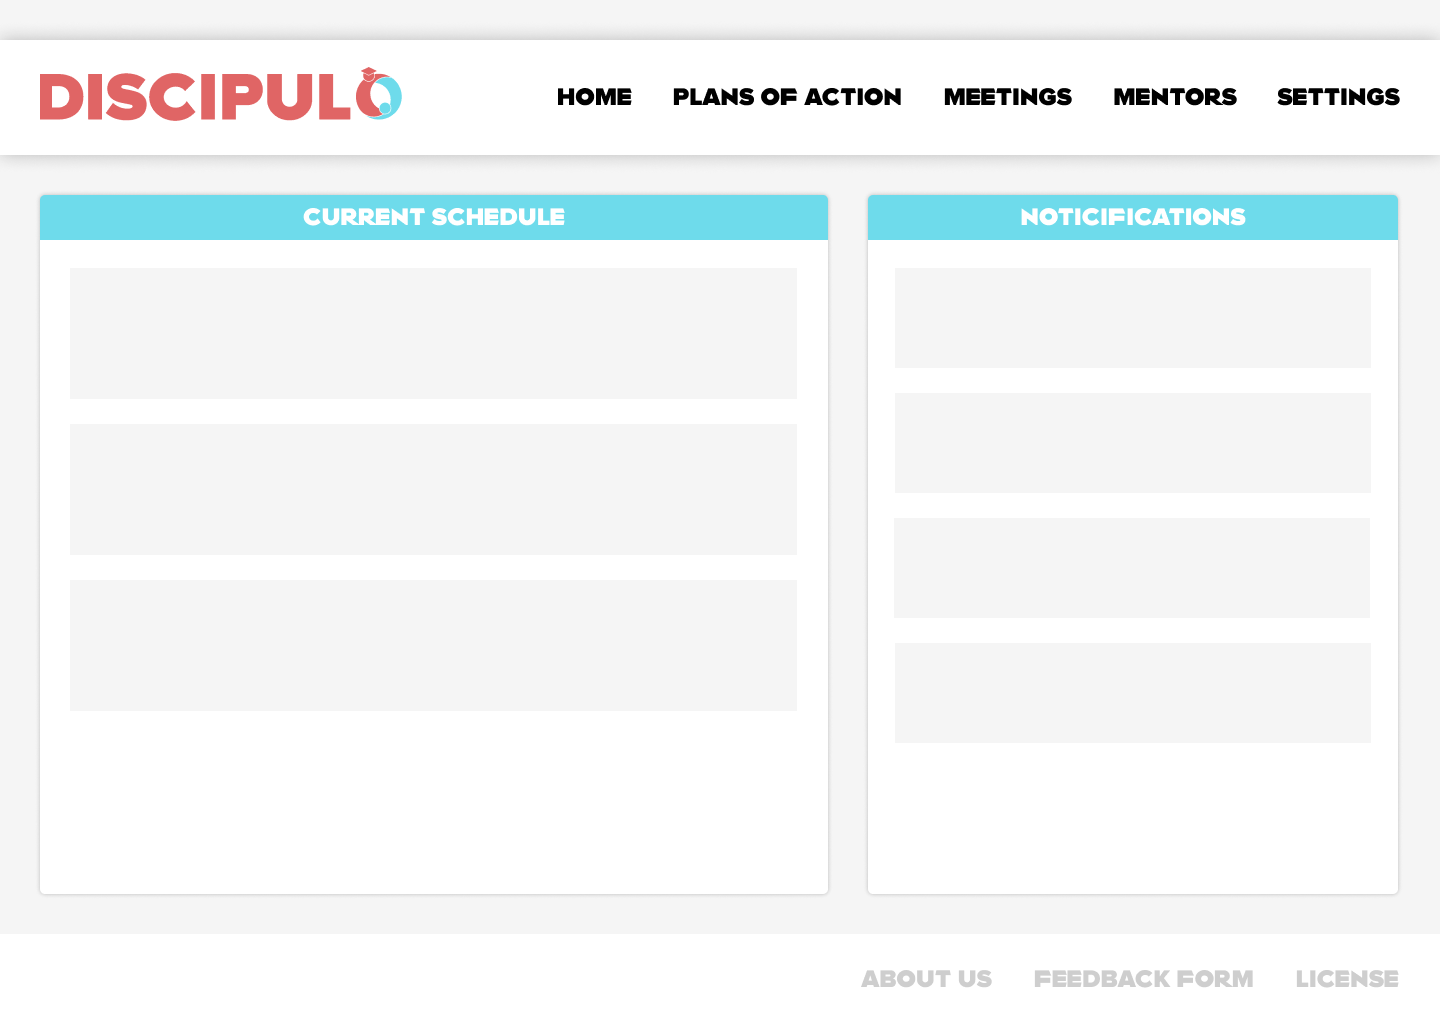 DISCIPULO
HOME PLANS OF ACTION MEETINGS MENTORS SETTINGS
CURRENT SCHEDULE
NOTICIFICATIONS
ABOUT US FEEDBACK FORM LICENSE